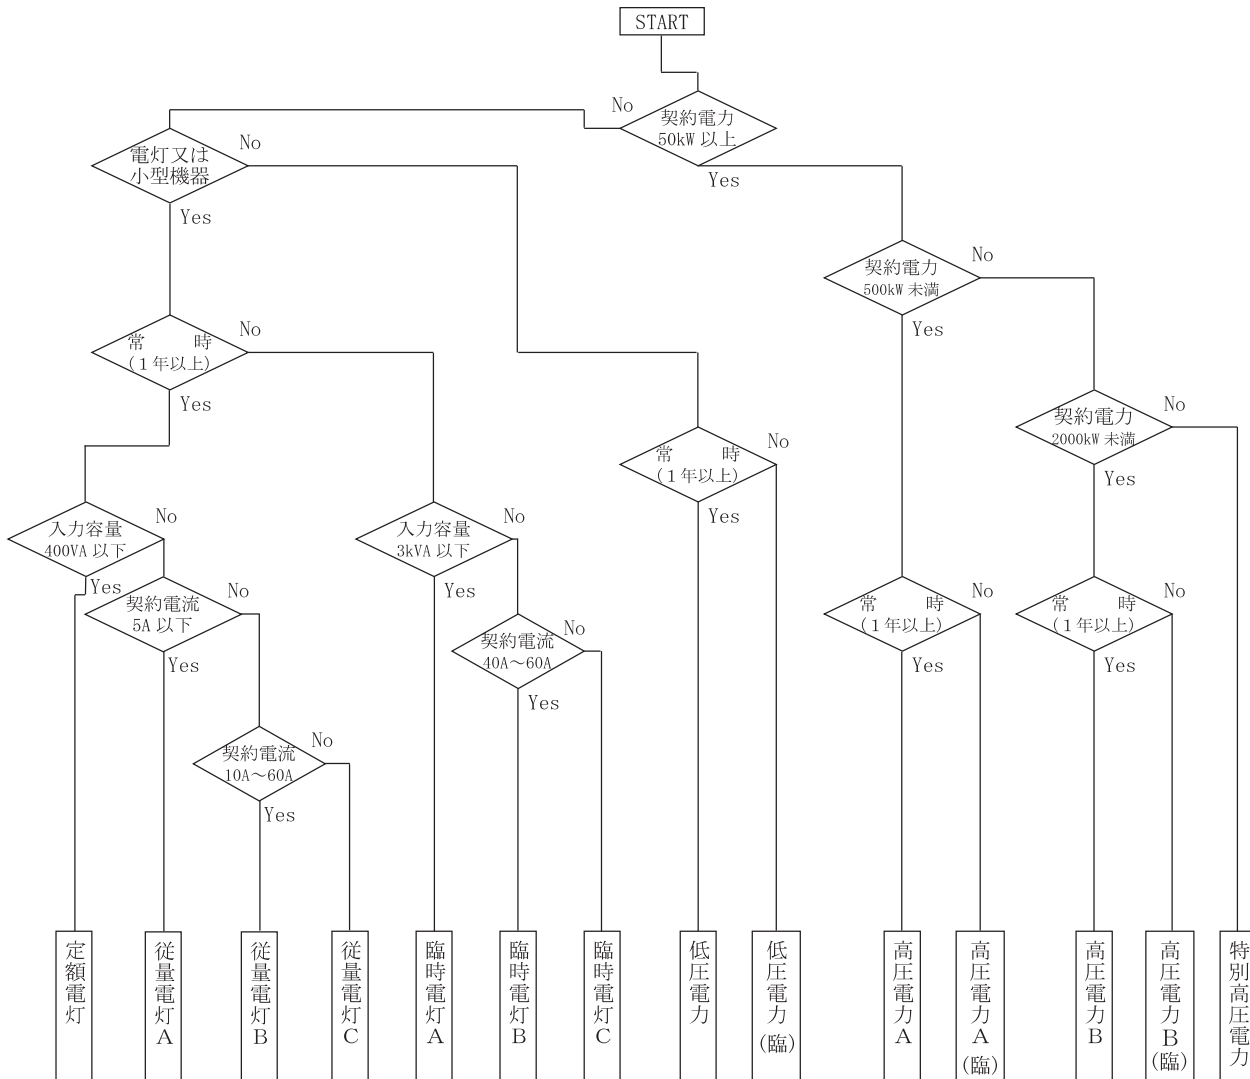 START
No
契約電力
50kW 以上
Yes
電灯又は
小型機器
No
Yes
契約電力
500kW 未満
No
Yes
常 時
(1年以上)
No
Yes
契約電力
2000kW 未満
No
Yes
常 時
(1年以上)
No
Yes
入力容量
400VA 以下
No
Yes
入力容量
3kVA 以下
No
Yes
契約電流
5A 以下
No
Yes
常 時
(1年以上)
No
Yes
常 時
(1年以上)
No
Yes
契約電流
40A~60A
No
Yes
契約電流
10A~60A
No
Yes
定額電灯
従量電灯A
従量電灯B
従量電灯C
臨時電灯A
臨時電灯B
臨時電灯C
低圧電力
低圧電力(臨)
高圧電力A
高圧電力A(臨)
高圧電力B
高圧電力B(臨)
特別高圧電力